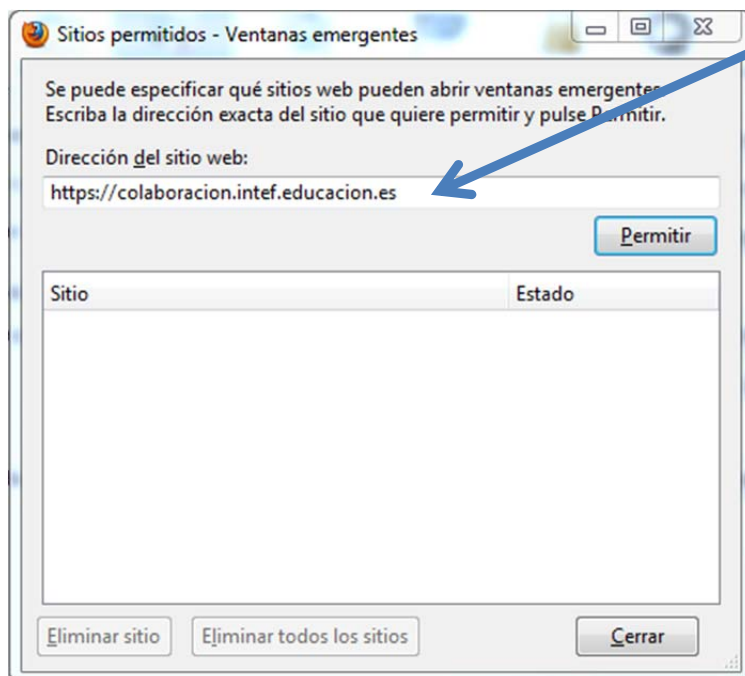 Sitios permitidos - Ventanas emergentes
Se puede especificar qué sitios web pueden abrir ventanas emergentes.
Escriba la dirección exacta del sitio que quiere permitir y pulse Permitir.
Dirección del sitio web:
https://colaboracion.intef.educacion.es
Permitir
Sitio Estado
Eliminar sitio Eliminar todos los sitios Cerrar